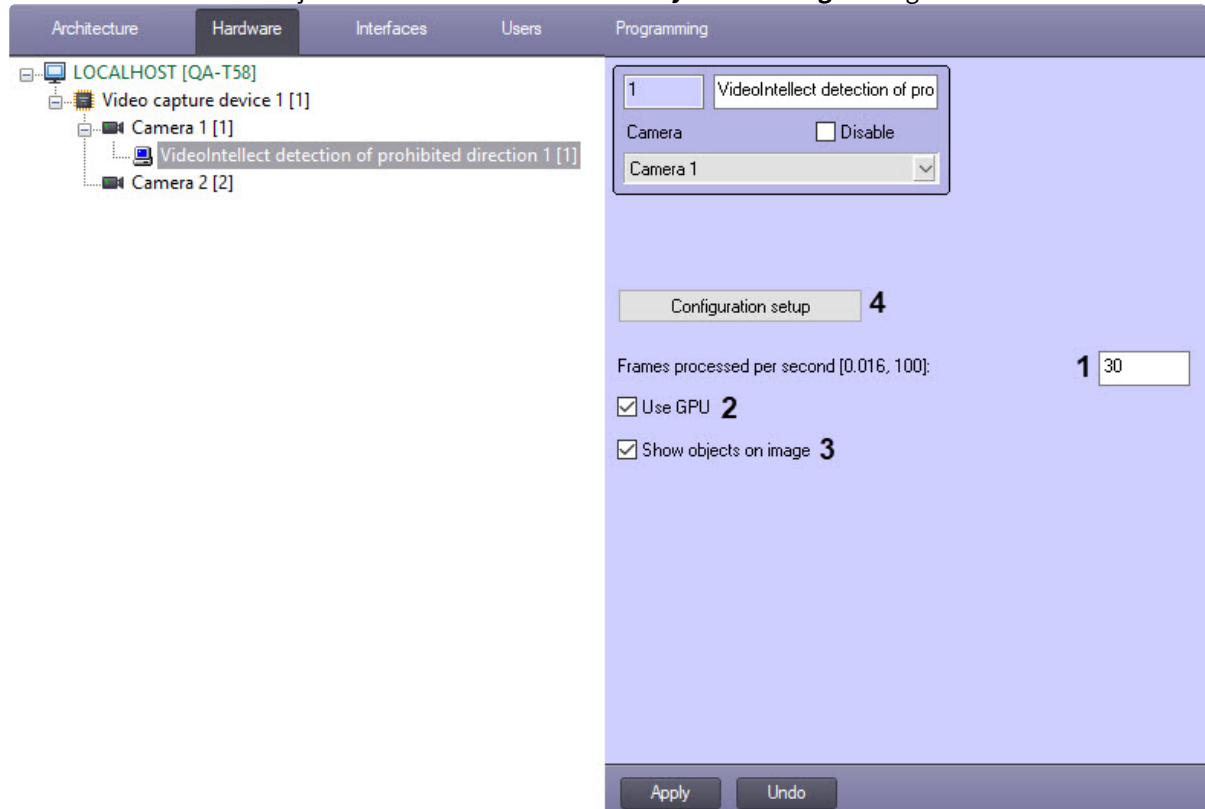 Architecture Hardware Interfaces Users Programming
LOCALHOST [QA-T58]
Video capture device 1 [1]
Camera 1 [1]
VideoIntellect detection of prohibited direction 1 [1]
Camera 2 [2]
1 VideoIntellect detection of pro
Camera Disable
Camera 1
Configuration setup 4
Frames processed per second [0.016, 100]: 1 30
Use GPU 2
Show objects on image 3
Apply Undo